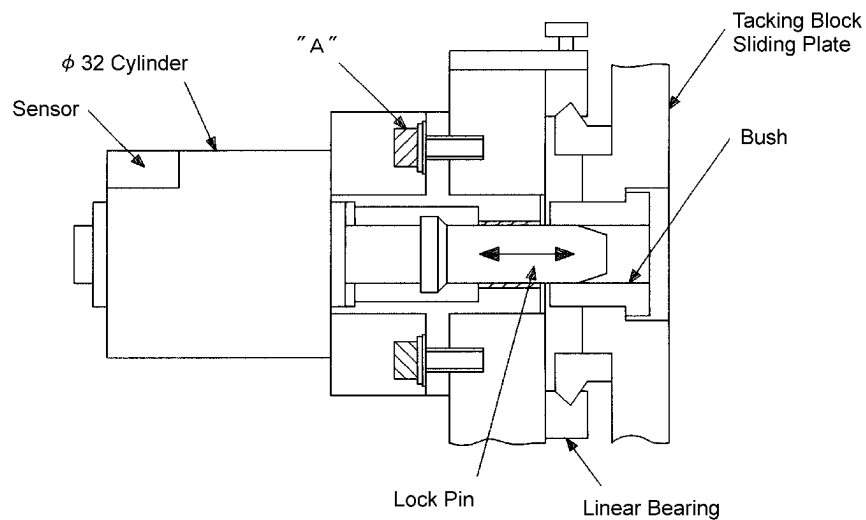 Tacking Block
Sliding Plate
"A"
φ 32 Cylinder
Sensor
Bush
Lock Pin
Linear Bearing